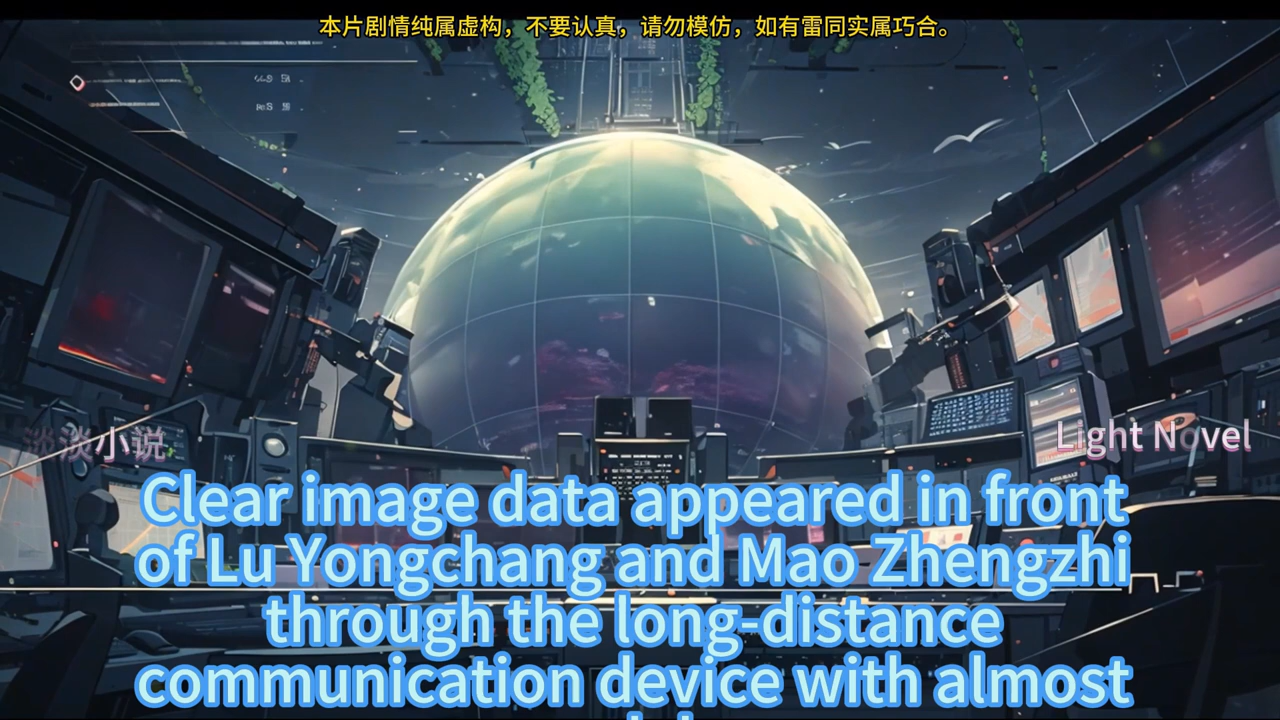 本片剧情纯属虚构，不要认真，请勿模仿，如有雷同实属巧合。
淡淡小说
Light Novel
Clear image data appeared in front
of Lu Yongchang and Mao Zhengzhi
through the long-distance
communication device with almost